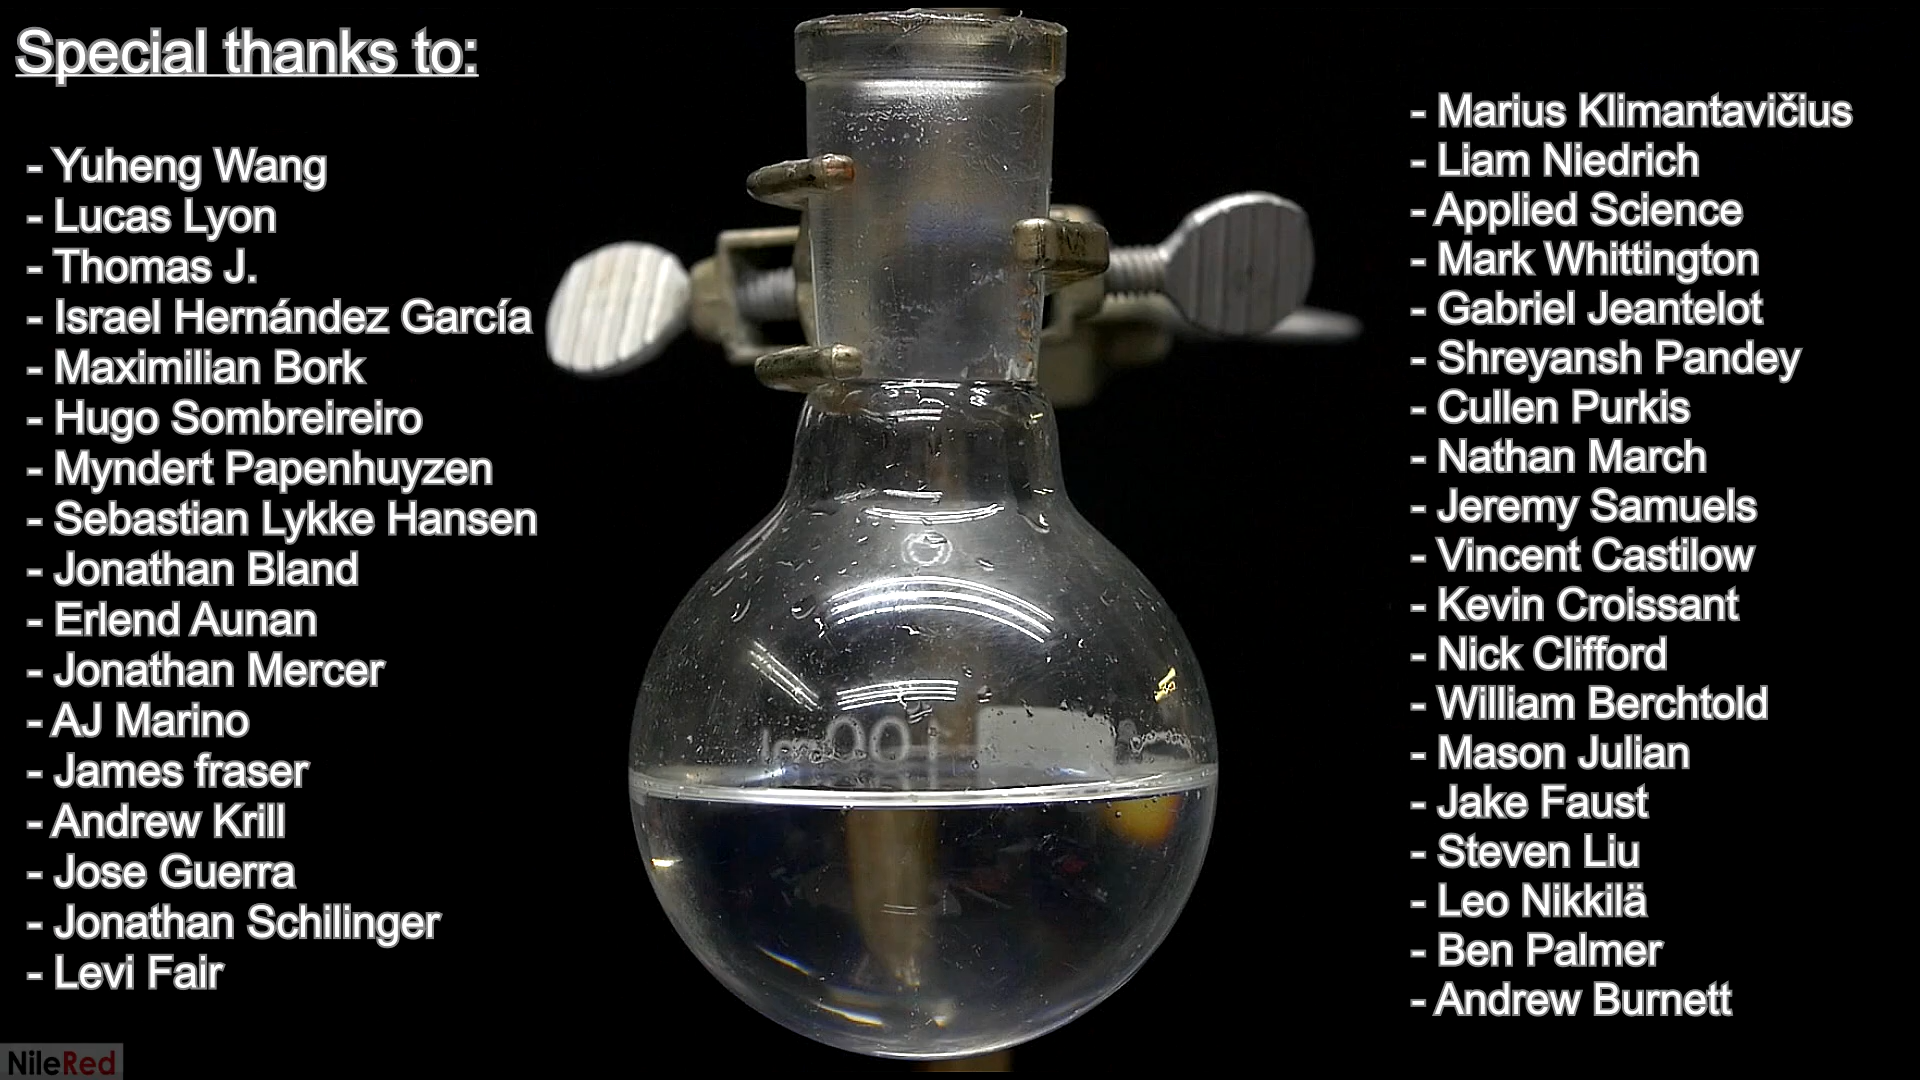 Special thanks to:
- Yuheng Wang
- Lucas Lyon
- Thomas J.
- Israel Hernández García
- Maximilian Bork
- Hugo Sombreireiro
- Myndert Papenhuyzen
- Sebastian Lykke Hansen
- Jonathan Bland
- Erlend Aunan
- Jonathan Mercer
- AJ Marino
- James fraser
- Andrew Krill
- Jose Guerra
- Jonathan Schilinger
- Levi Fair
- Marius Klimantavičius
- Liam Niedrich
- Applied Science
- Mark Whittington
- Gabriel Jeantelot
- Shreyansh Pandey
- Cullen Purkis
- Nathan March
- Jeremy Samuels
- Vincent Castilow
- Kevin Croissant
- Nick Clifford
- William Berchtold
- Mason Julian
- Jake Faust
- Steven Liu
- Leo Nikkilä
- Ben Palmer
- Andrew Burnett
100ml
NileRed